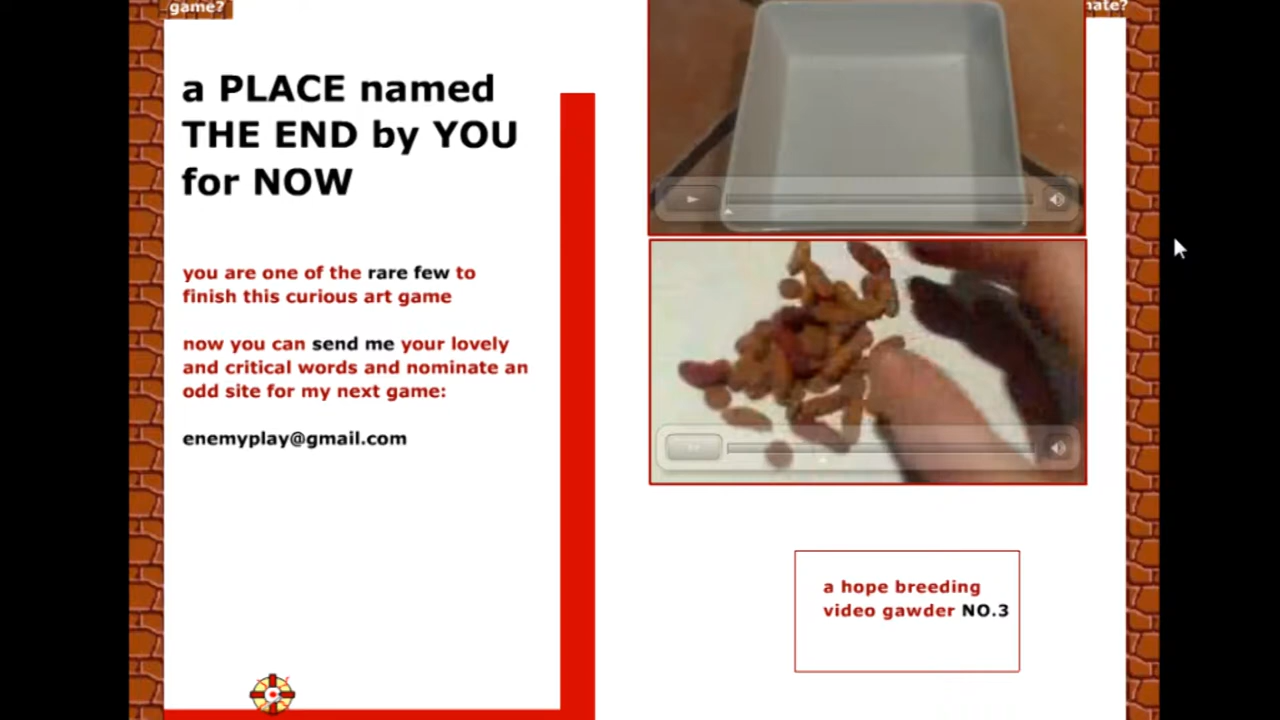 game?
a PLACE named
THE END by YOU
for NOW
you are one of the rare few to
finish this curious art game
now you can send me your lovely
and critical words and nominate an
odd site for my next game:
enemyplay@gmail.com
a hope breeding
video gawder NO.3